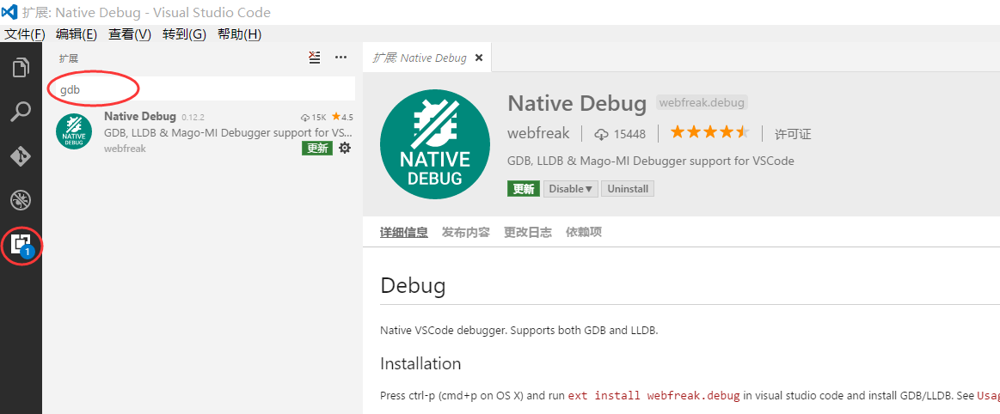 扩展: Native Debug - Visual Studio Code
文件(F) 编辑(E) 查看(V) 转到(G) 帮助(H)
扩展
gdb
NATIVE
DEBUG
Native Debug 0.12.2 15K 4.5
GDB, LLDB & Mago-MI Debugger support for VS...
webfreak 更新
1
扩展: Native Debug
NATIVE
DEBUG
Native Debug webfreak.debug
webfreak 15448 许可证
GDB, LLDB & Mago-MI Debugger support for VSCode
更新 Disable▼ Uninstall
详细信息 发布内容 更改日志 依赖项
Debug
Native VSCode debugger. Supports both GDB and LLDB.
Installation
Press ctrl-p (cmd+p on OS X) and run ext install webfreak.debug in visual studio code and install GDB/LLDB. See Usag